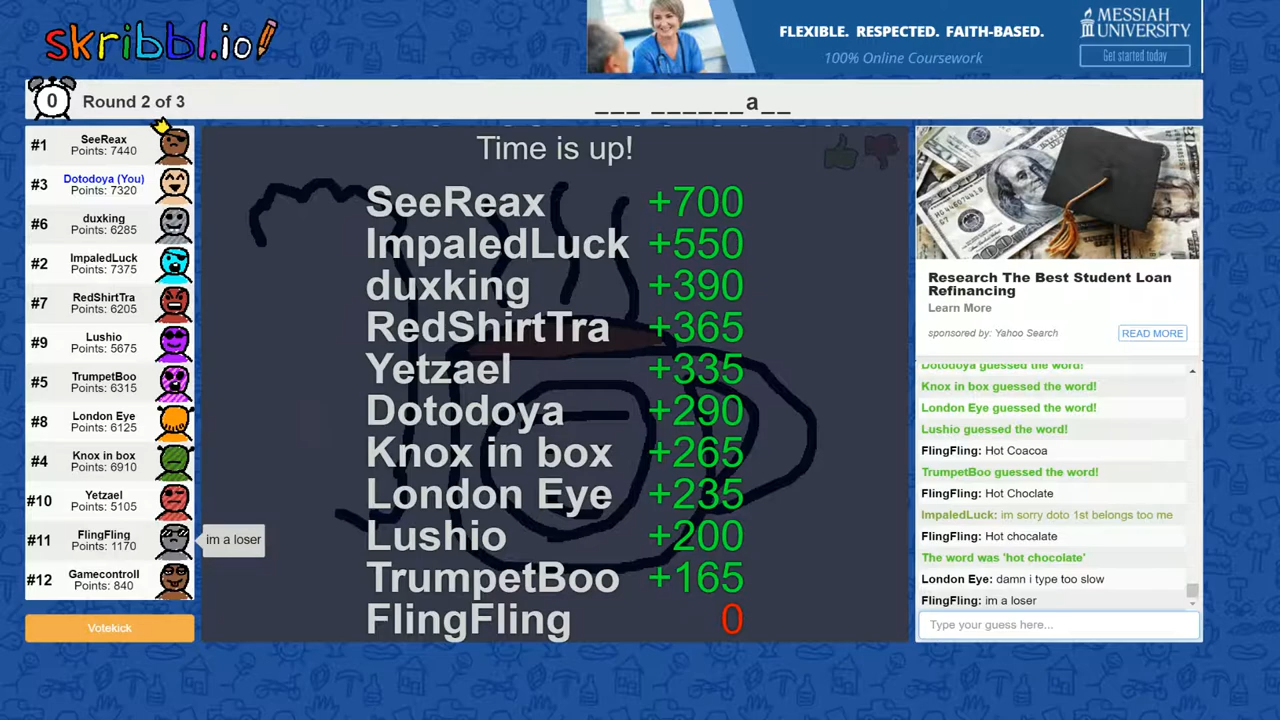 skribbl.io
FLEXIBLE. RESPECTED. FAITH-BASED.
100% Online Coursework
MESSIAH
UNIVERSITY
Get started today
0
Round 2 of 3
___ ______a__
#1
SeeReax
Points: 7440
#3
Dotodoya (You)
Points: 7320
#6
duxking
Points: 6285
#2
ImpaledLuck
Points: 7375
#7
RedShirtTra
Points: 6205
#9
Lushio
Points: 5675
#5
TrumpetBoo
Points: 6315
#8
London Eye
Points: 6125
#4
Knox in box
Points: 6910
#10
Yetzael
Points: 5105
#11
FlingFling
Points: 1170
im a loser
#12
Gamecontroll
Points: 840
Votekick
Time is up!
SeeReax +700
ImpaledLuck +550
duxking +390
RedShirtTra +365
Yetzael +335
Dotodoya +290
Knox in box +265
London Eye +235
Lushio +200
TrumpetBoo +165
FlingFling 0
Research The Best Student Loan
Refinancing
Learn More
sponsored by: Yahoo Search
READ MORE
Dotodoya guessed the word!
Knox in box guessed the word!
London Eye guessed the word!
Lushio guessed the word!
FlingFling: Hot Coacoa
TrumpetBoo guessed the word!
FlingFling: Hot Choclate
ImpaledLuck: im sorry doto 1st belongs too me
FlingFling: Hot chocalate
The word was 'hot chocolate'
London Eye: damn i type too slow
FlingFling: im a loser
Type your guess here...